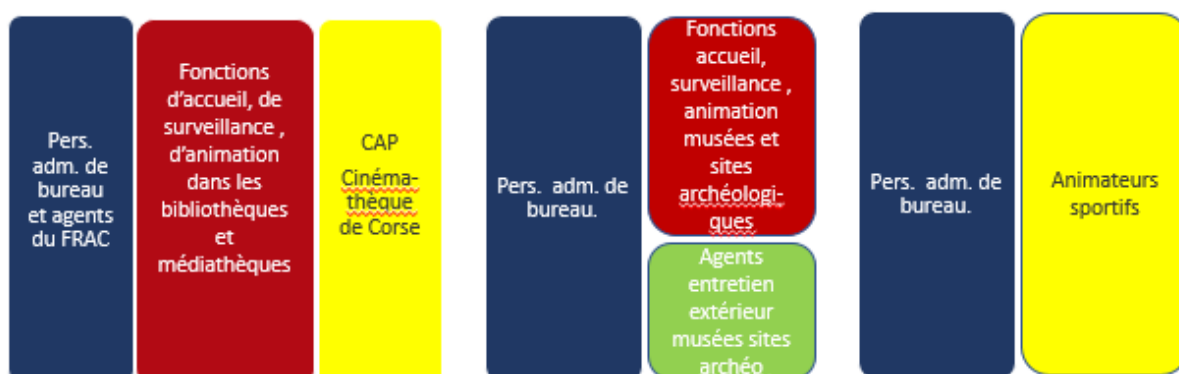 Pers.
adm. de
bureau
et agents
du FRAC
Fonctions
d'accueil, de
surveillance ,
d'animation
dans les
bibliothèques
et
médiathèques
CAP
Cinéma-
thèque
de Corse
Pers. adm. de
bureau.
Fonctions
accueil,
surveillance ,
animation
musées et
sites
archéologi-
ques
Agents
entretien
extérieur
musées sites
archéo
Pers. adm. de
bureau.
Animateurs
sportifs